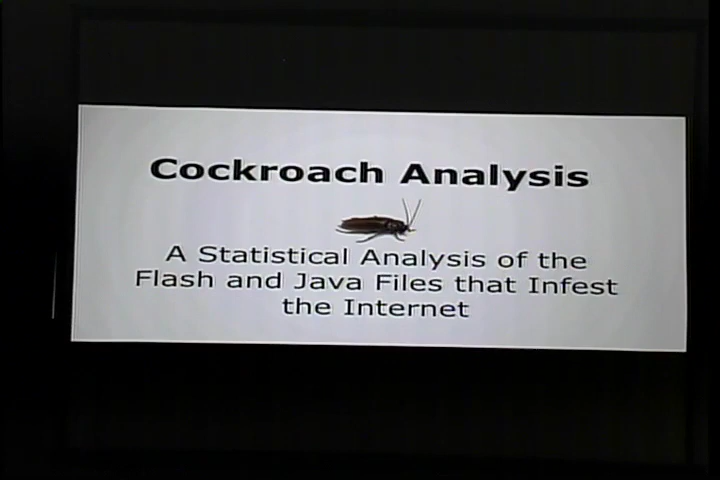 Cockroach Analysis
A Statistical Analysis of the
Flash and Java Files that Infest
the Internet